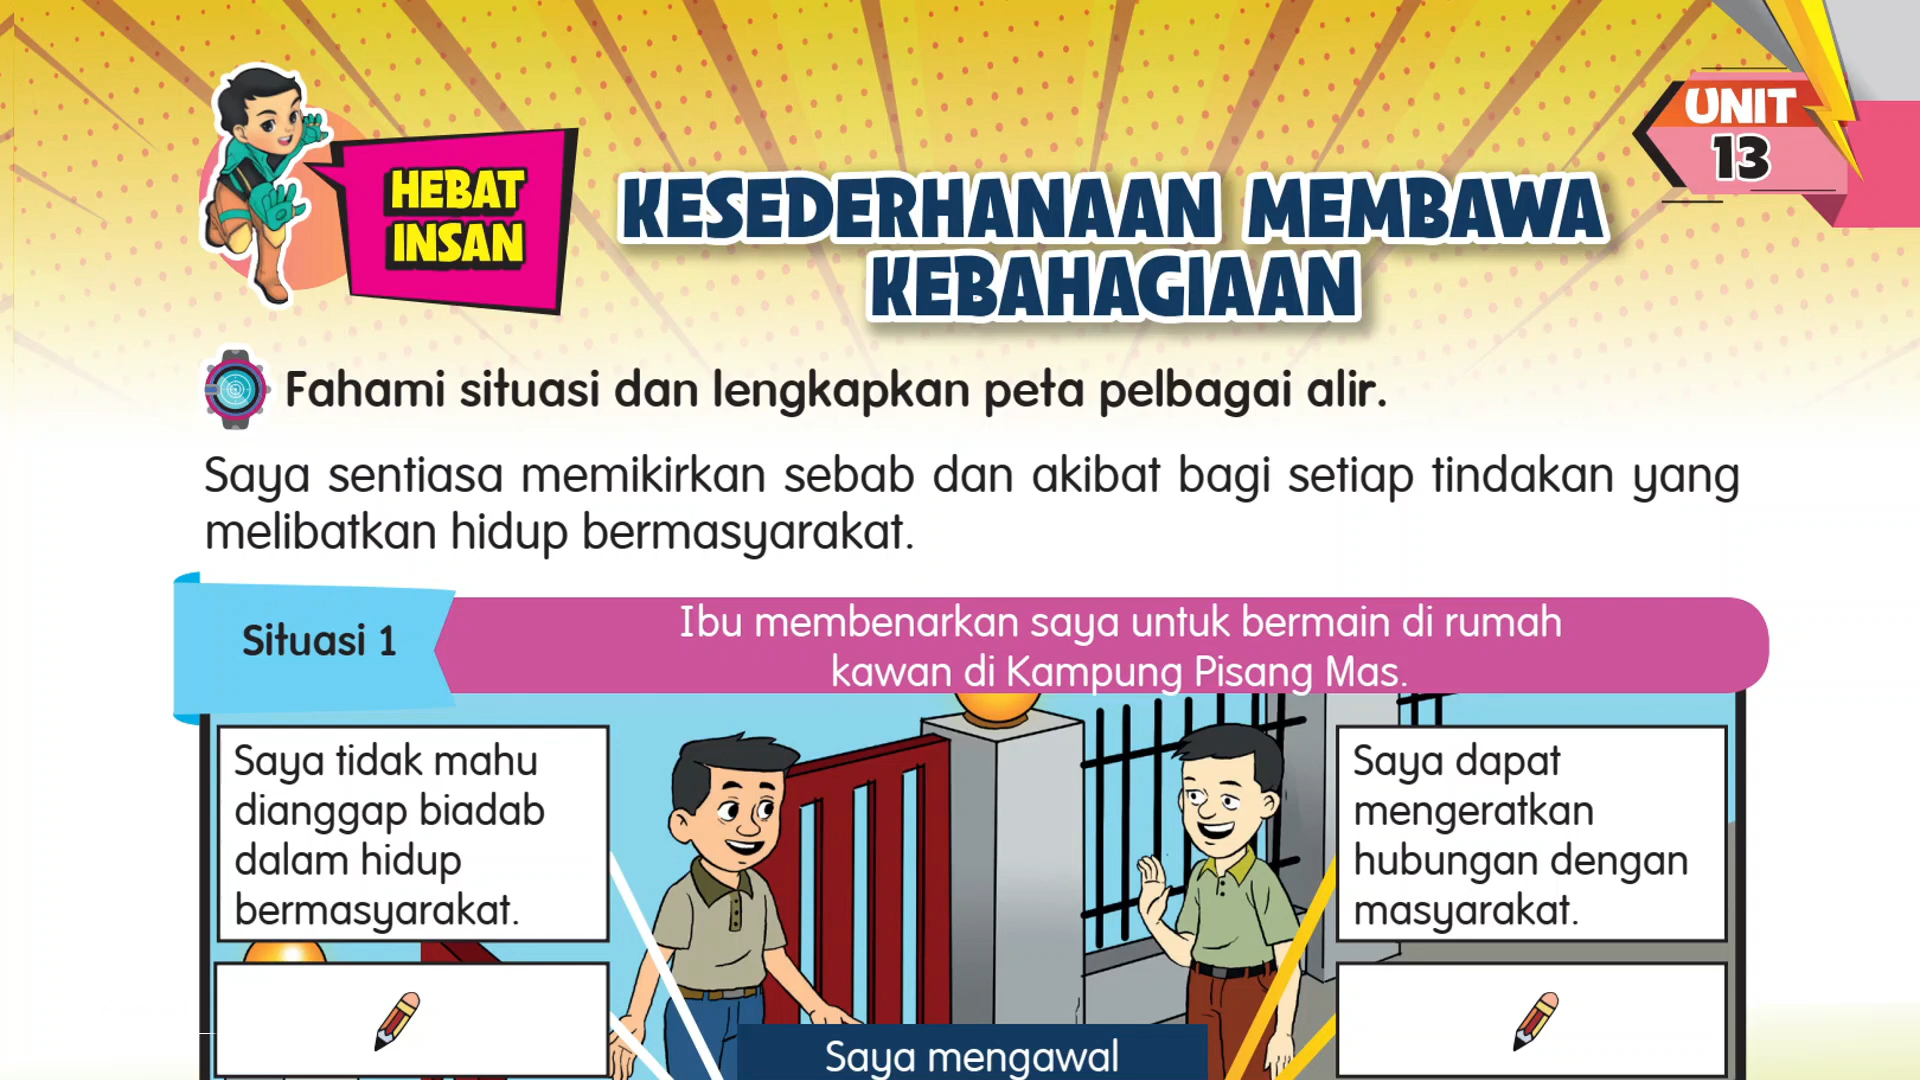 UNIT
13
HEBAT
INSAN
KESEDERHANAAN MEMBAWA
KEBAHAGIAAN
Fahami situasi dan lengkapkan peta pelbagai alir.
Saya sentiasa memikirkan sebab dan akibat bagi setiap tindakan yang
melibatkan hidup bermasyarakat.
Situasi 1
Ibu membenarkan saya untuk bermain di rumah
kawan di Kampung Pisang Mas.
Saya tidak mahu
dianggap biadab
dalam hidup
bermasyarakat.
Saya dapat
mengeratkan
hubungan dengan
masyarakat.
Saya mengawal